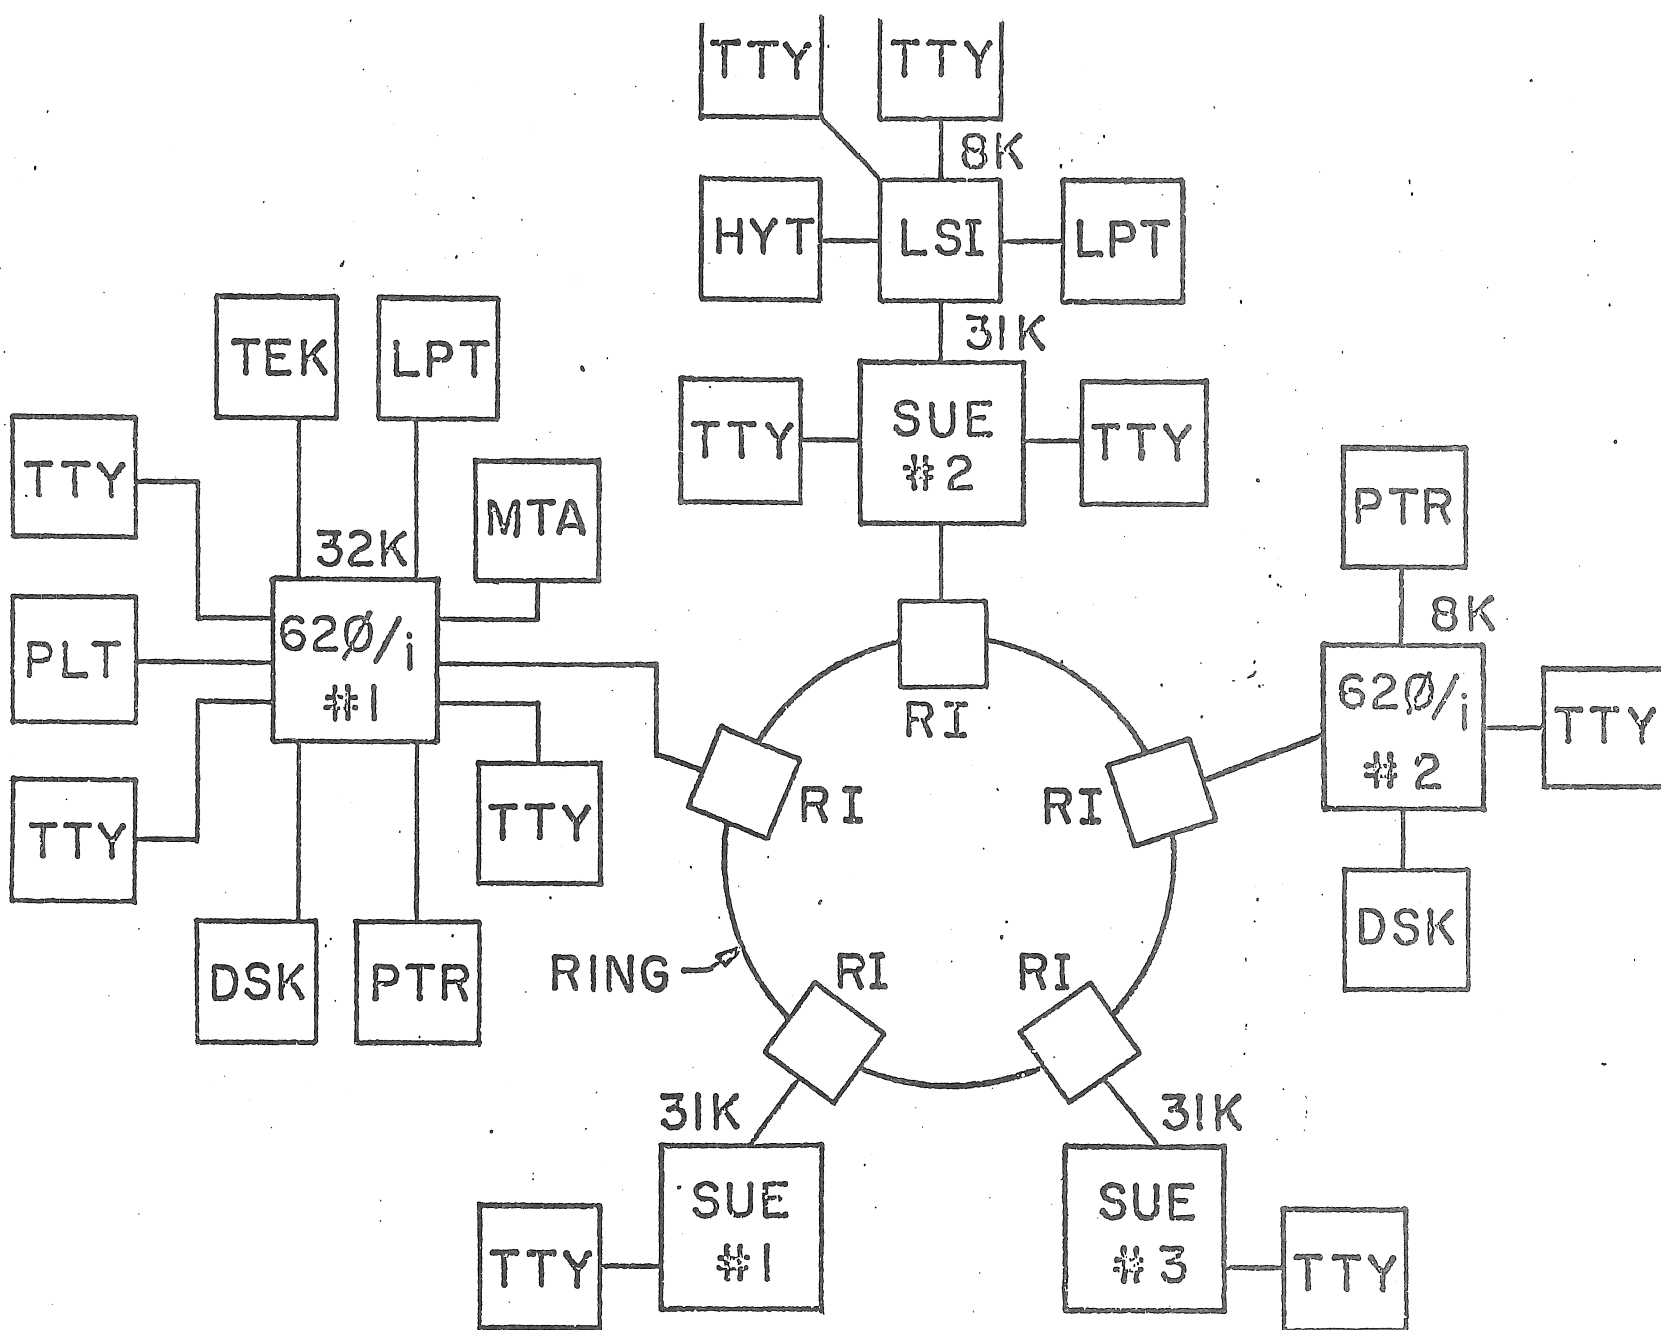 TTY
TTY
8K
HYT
LSI
LPT
31K
TEK
LPT
TTY
SUE
#2
TTY
TTY
MTA
PTR
32K
8K
PLT
620/i
#1
RI
620/i
#2
TTY
TTY
TTY
RI
RI
DSK
DSK
PTR
RING
RI
RI
31K
31K
SUE
#1
SUE
#3
TTY
TTY